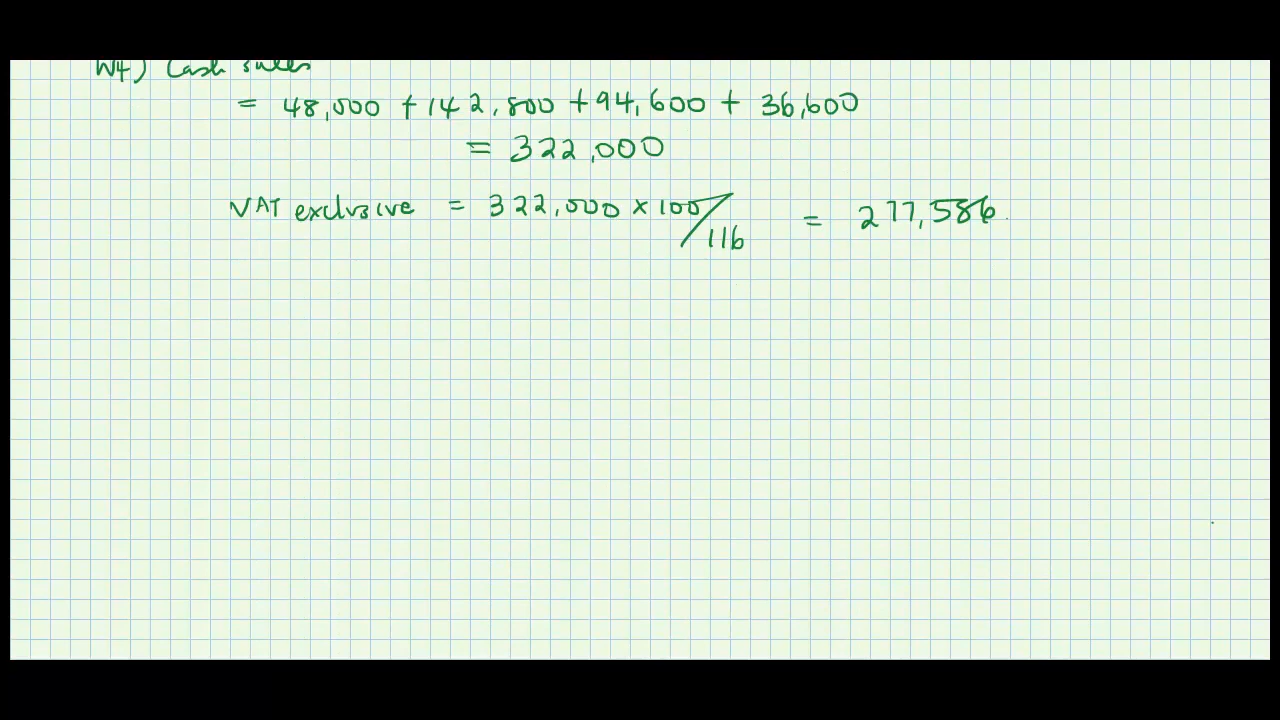 W4) Cash sales
= 48,000 + 142,800 + 94,600 + 36,600
= 322,000
VAT exclusive = 322,000 x 100/116 = 277,586